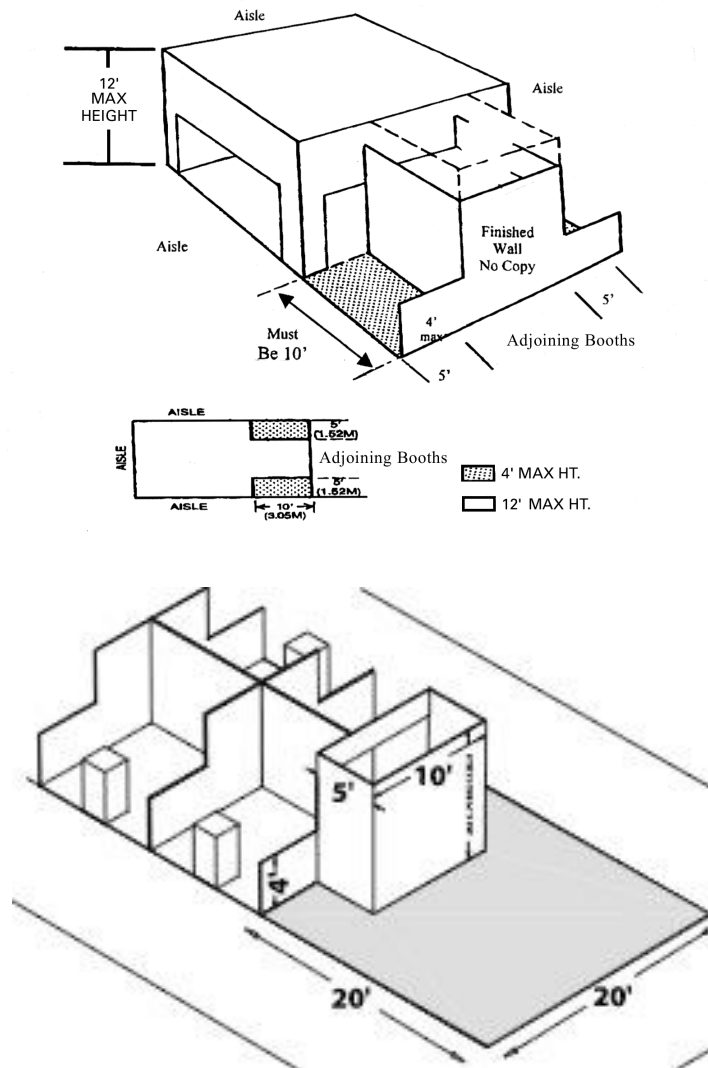 Aisle
12'
MAX
HEIGHT
Aisle
Aisle
Finished
Wall
No Copy
5'
4'
max
Must
Be 10'
Adjoining Booths
5'
AISLE
5'
(1.52M)
AISLE
Adjoining Booths
5'
(1.52M)
AISLE
10'
(3.05M)
4' MAX HT.
12' MAX HT.
5'
10'
4'
20'
20'